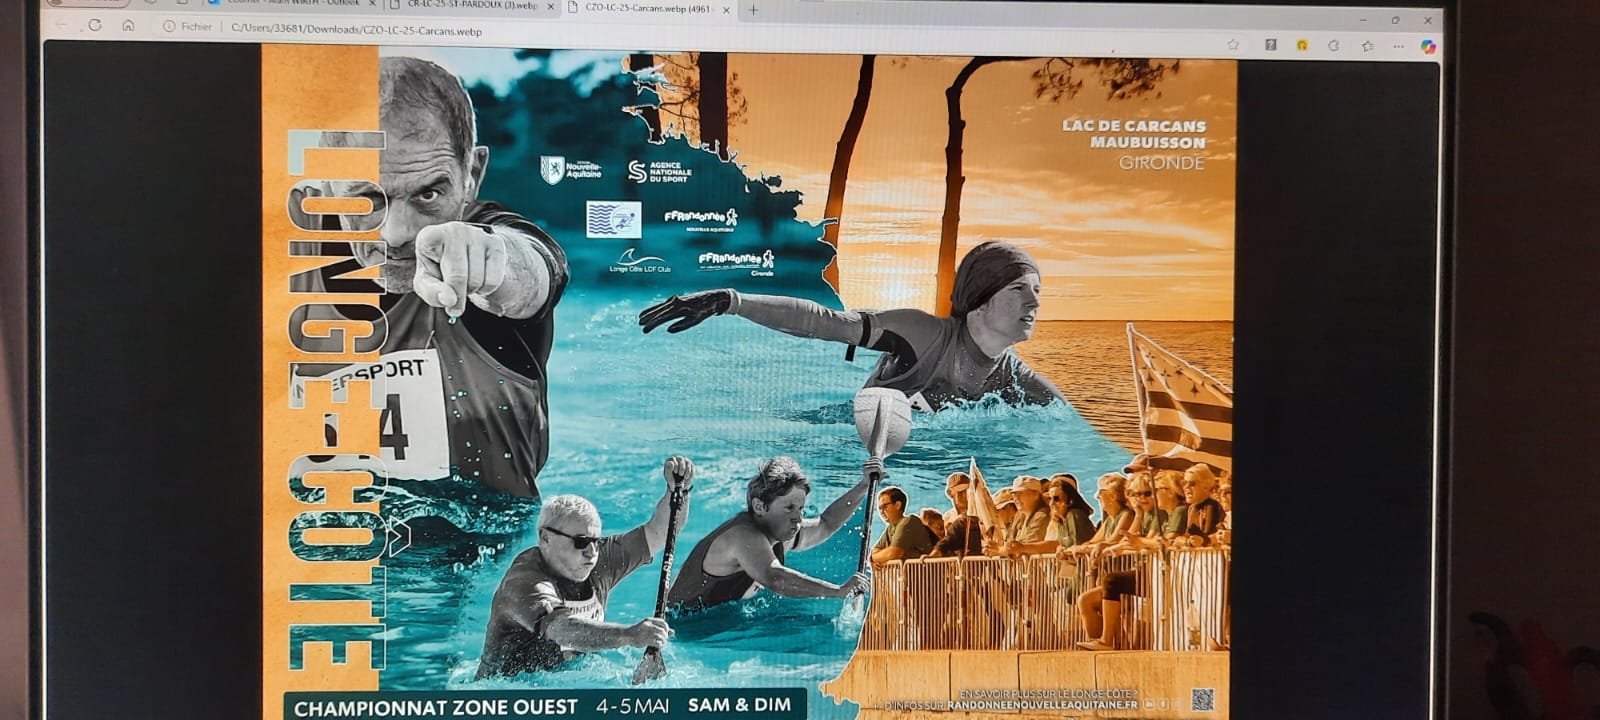 CR-LC-25-ST-PARDOUX (3).webp
CZO-LC-25-Carcans.webp (4961
Fichier
C:/Users/33681/Downloads/CZO-LC-25-Carcans.webp
LONGE-CÔTE
LAC DE CARCANS
MAUBUISSON
GIRONDE
Nouvelle-
Aquitaine
AGENCE
NATIONALE
DU SPORT
FFRandonnée
NOUVELLE-AQUITAINE
Longe Côte LCF Club
FFRandonnée
Gironde
SPORT
4
CHAMPIONNAT ZONE OUEST 4-5 MAI SAM & DIM
EN SAVOIR PLUS SUR LE LONGE CÔTE ?
D'INFOS SUR RANDONNEENOUVELLEAQUITAINE.FR